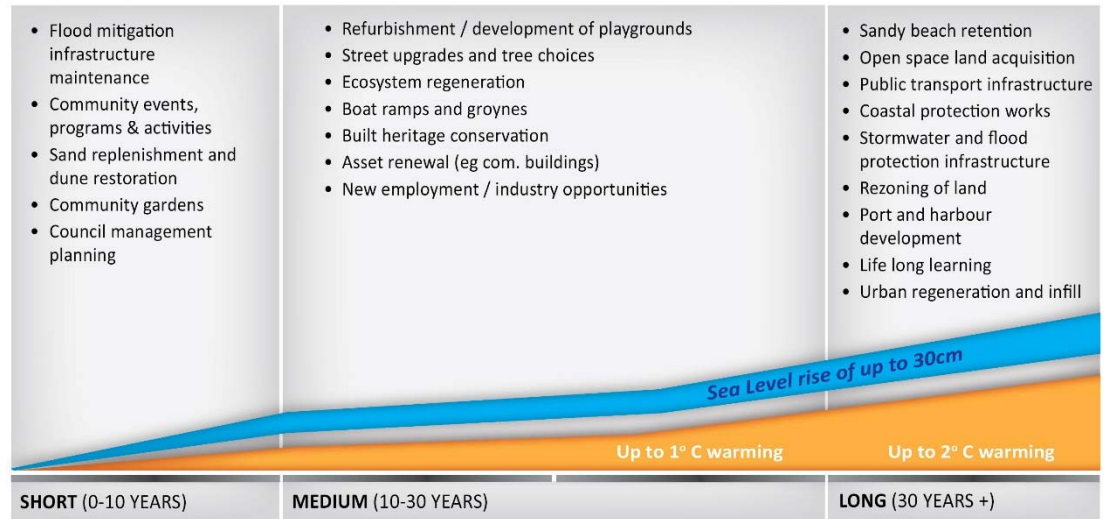 • Flood mitigation
infrastructure
maintenance
• Community events,
programs & activities
• Sand replenishment and
dune restoration
• Community gardens
• Council management
planning
• Refurbishment / development of playgrounds
• Street upgrades and tree choices
• Ecosystem regeneration
• Boat ramps and groynes
• Built heritage conservation
• Asset renewal (eg com. buildings)
• New employment / industry opportunities
• Sandy beach retention
• Open space land acquisition
• Public transport infrastructure
• Coastal protection works
• Stormwater and flood
protection infrastructure
• Rezoning of land
• Port and harbour
development
• Life long learning
• Urban regeneration and infill
Sea Level rise of up to 30cm
Up to 1° C warming
Up to 2° C warming
SHORT (0-10 YEARS)
MEDIUM (10-30 YEARS)
LONG (30 YEARS +)